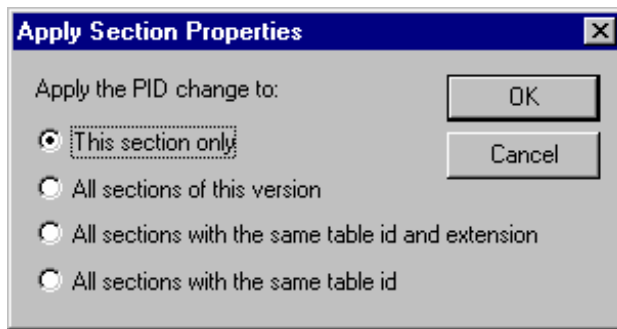 Apply Section Properties
Apply the PID change to:
OK
This section only
Cancel
All sections of this version
All sections with the same table id and extension
All sections with the same table id